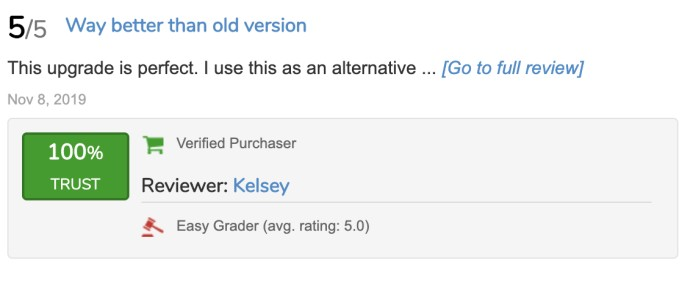 5/5 Way better than old version
This upgrade is perfect. I use this as an alternative ... [Go to full review]
Nov 8, 2019
100%
TRUST
Verified Purchaser
Reviewer: Kelsey
Easy Grader (avg. rating: 5.0)